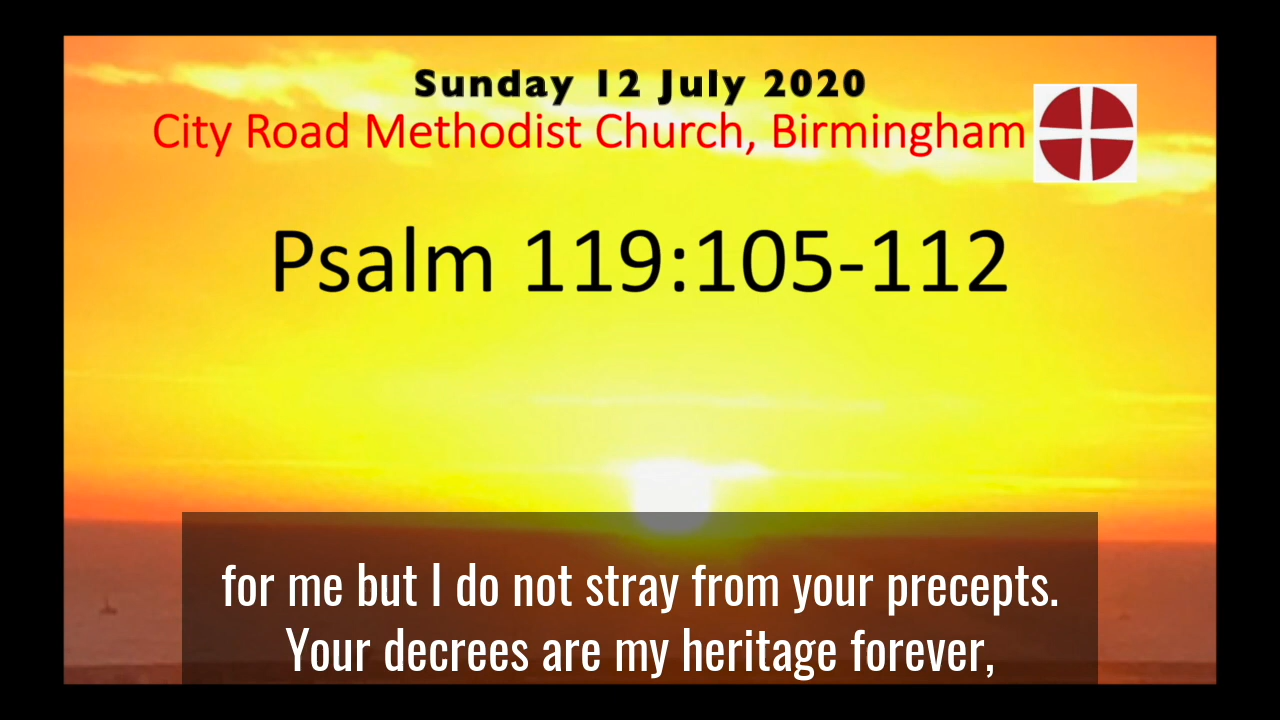 Sunday 12 July 2020
City Road Methodist Church, Birmingham
Psalm 119:105-112
for me but I do not stray from your precepts.
Your decrees are my heritage forever,